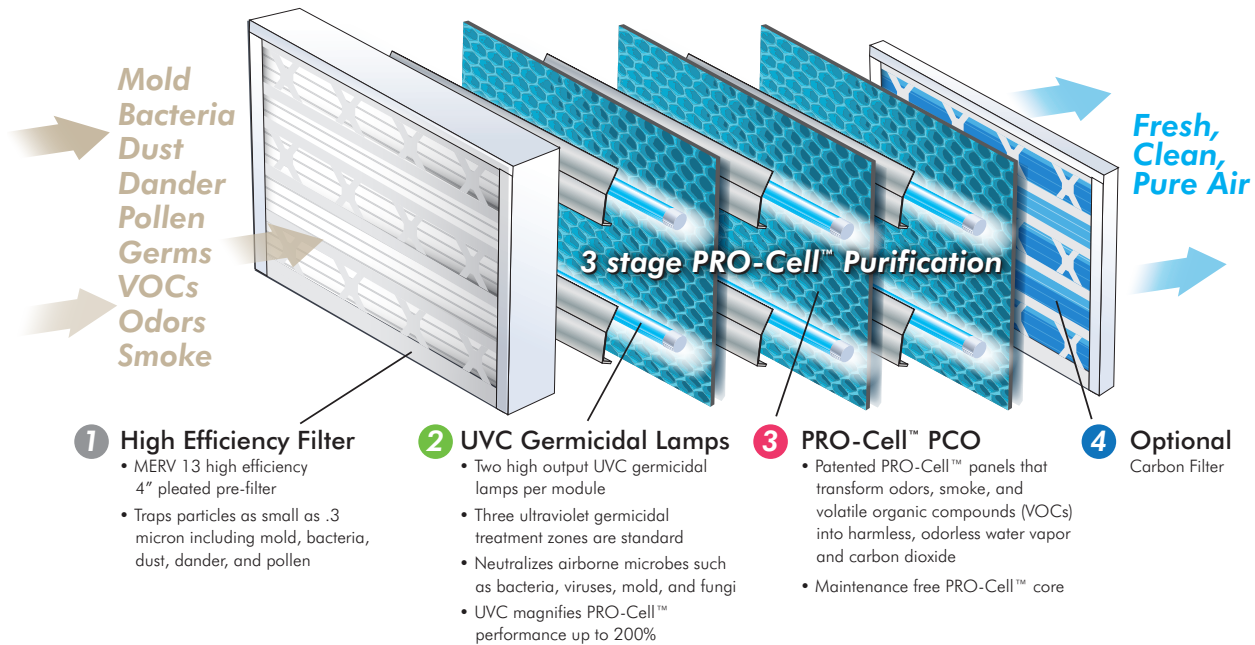 Mold
Bacteria
Dust
Dander
Pollen
Germs
VOCs
Odors
Smoke
3 stage PRO-Cell™ Purification
Fresh,
Clean,
Pure Air
1 High Efficiency Filter
• MERV 13 high efficiency
4″ pleated pre-filter
• Traps particles as small as .3
micron including mold, bacteria,
dust, dander, and pollen
2 UVC Germicidal Lamps
• Two high output UVC germicidal
lamps per module
• Three ultraviolet germicidal
treatment zones are standard
• Neutralizes airborne microbes such
as bacteria, viruses, mold, and fungi
• UVC magnifies PRO-Cell™
performance up to 200%
3 PRO-Cell™ PCO
• Patented PRO-Cell™ panels that
transform odors, smoke, and
volatile organic compounds (VOCs)
into harmless, odorless water vapor
and carbon dioxide
• Maintenance free PRO-Cell™ core
4 Optional
Carbon Filter